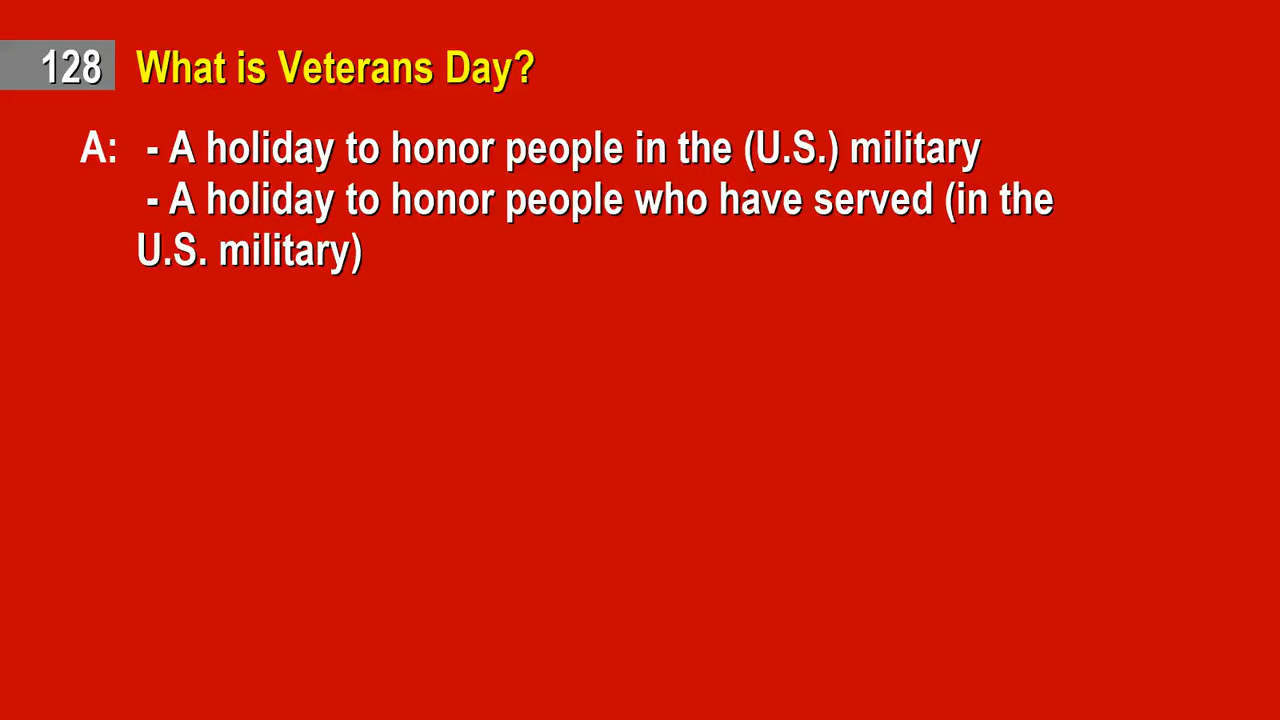 128 What is Veterans Day?
A: - A holiday to honor people in the (U.S.) military
- A holiday to honor people who have served (in the
U.S. military)